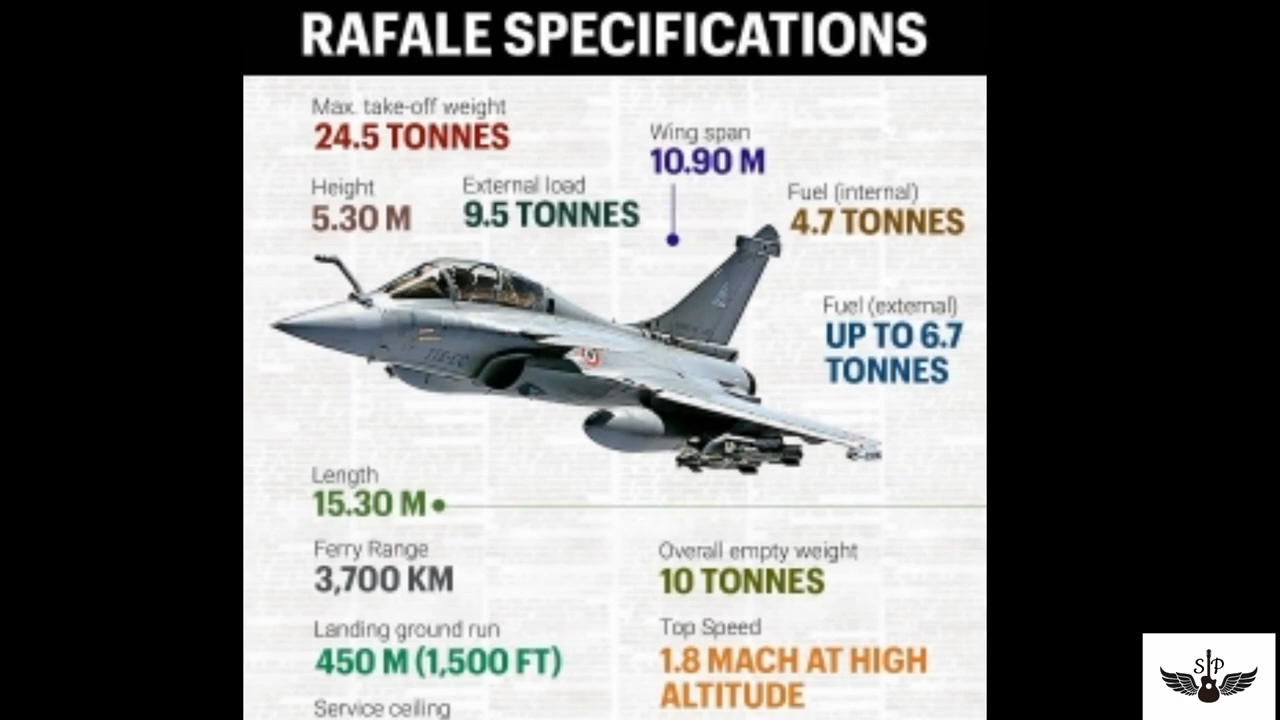 RAFALE SPECIFICATIONS
Max. take-off weight
24.5 TONNES
Wing span
10.90 M
Height
5.30 M
External load
9.5 TONNES
Fuel (internal)
4.7 TONNES
Fuel (external)
UP TO 6.7
TONNES
Length
15.30 M
Ferry Range
3,700 KM
Overall empty weight
10 TONNES
Landing ground run
450 M (1,500 FT)
Top Speed
1.8 MACH AT HIGH
ALTITUDE
Service ceiling
SP